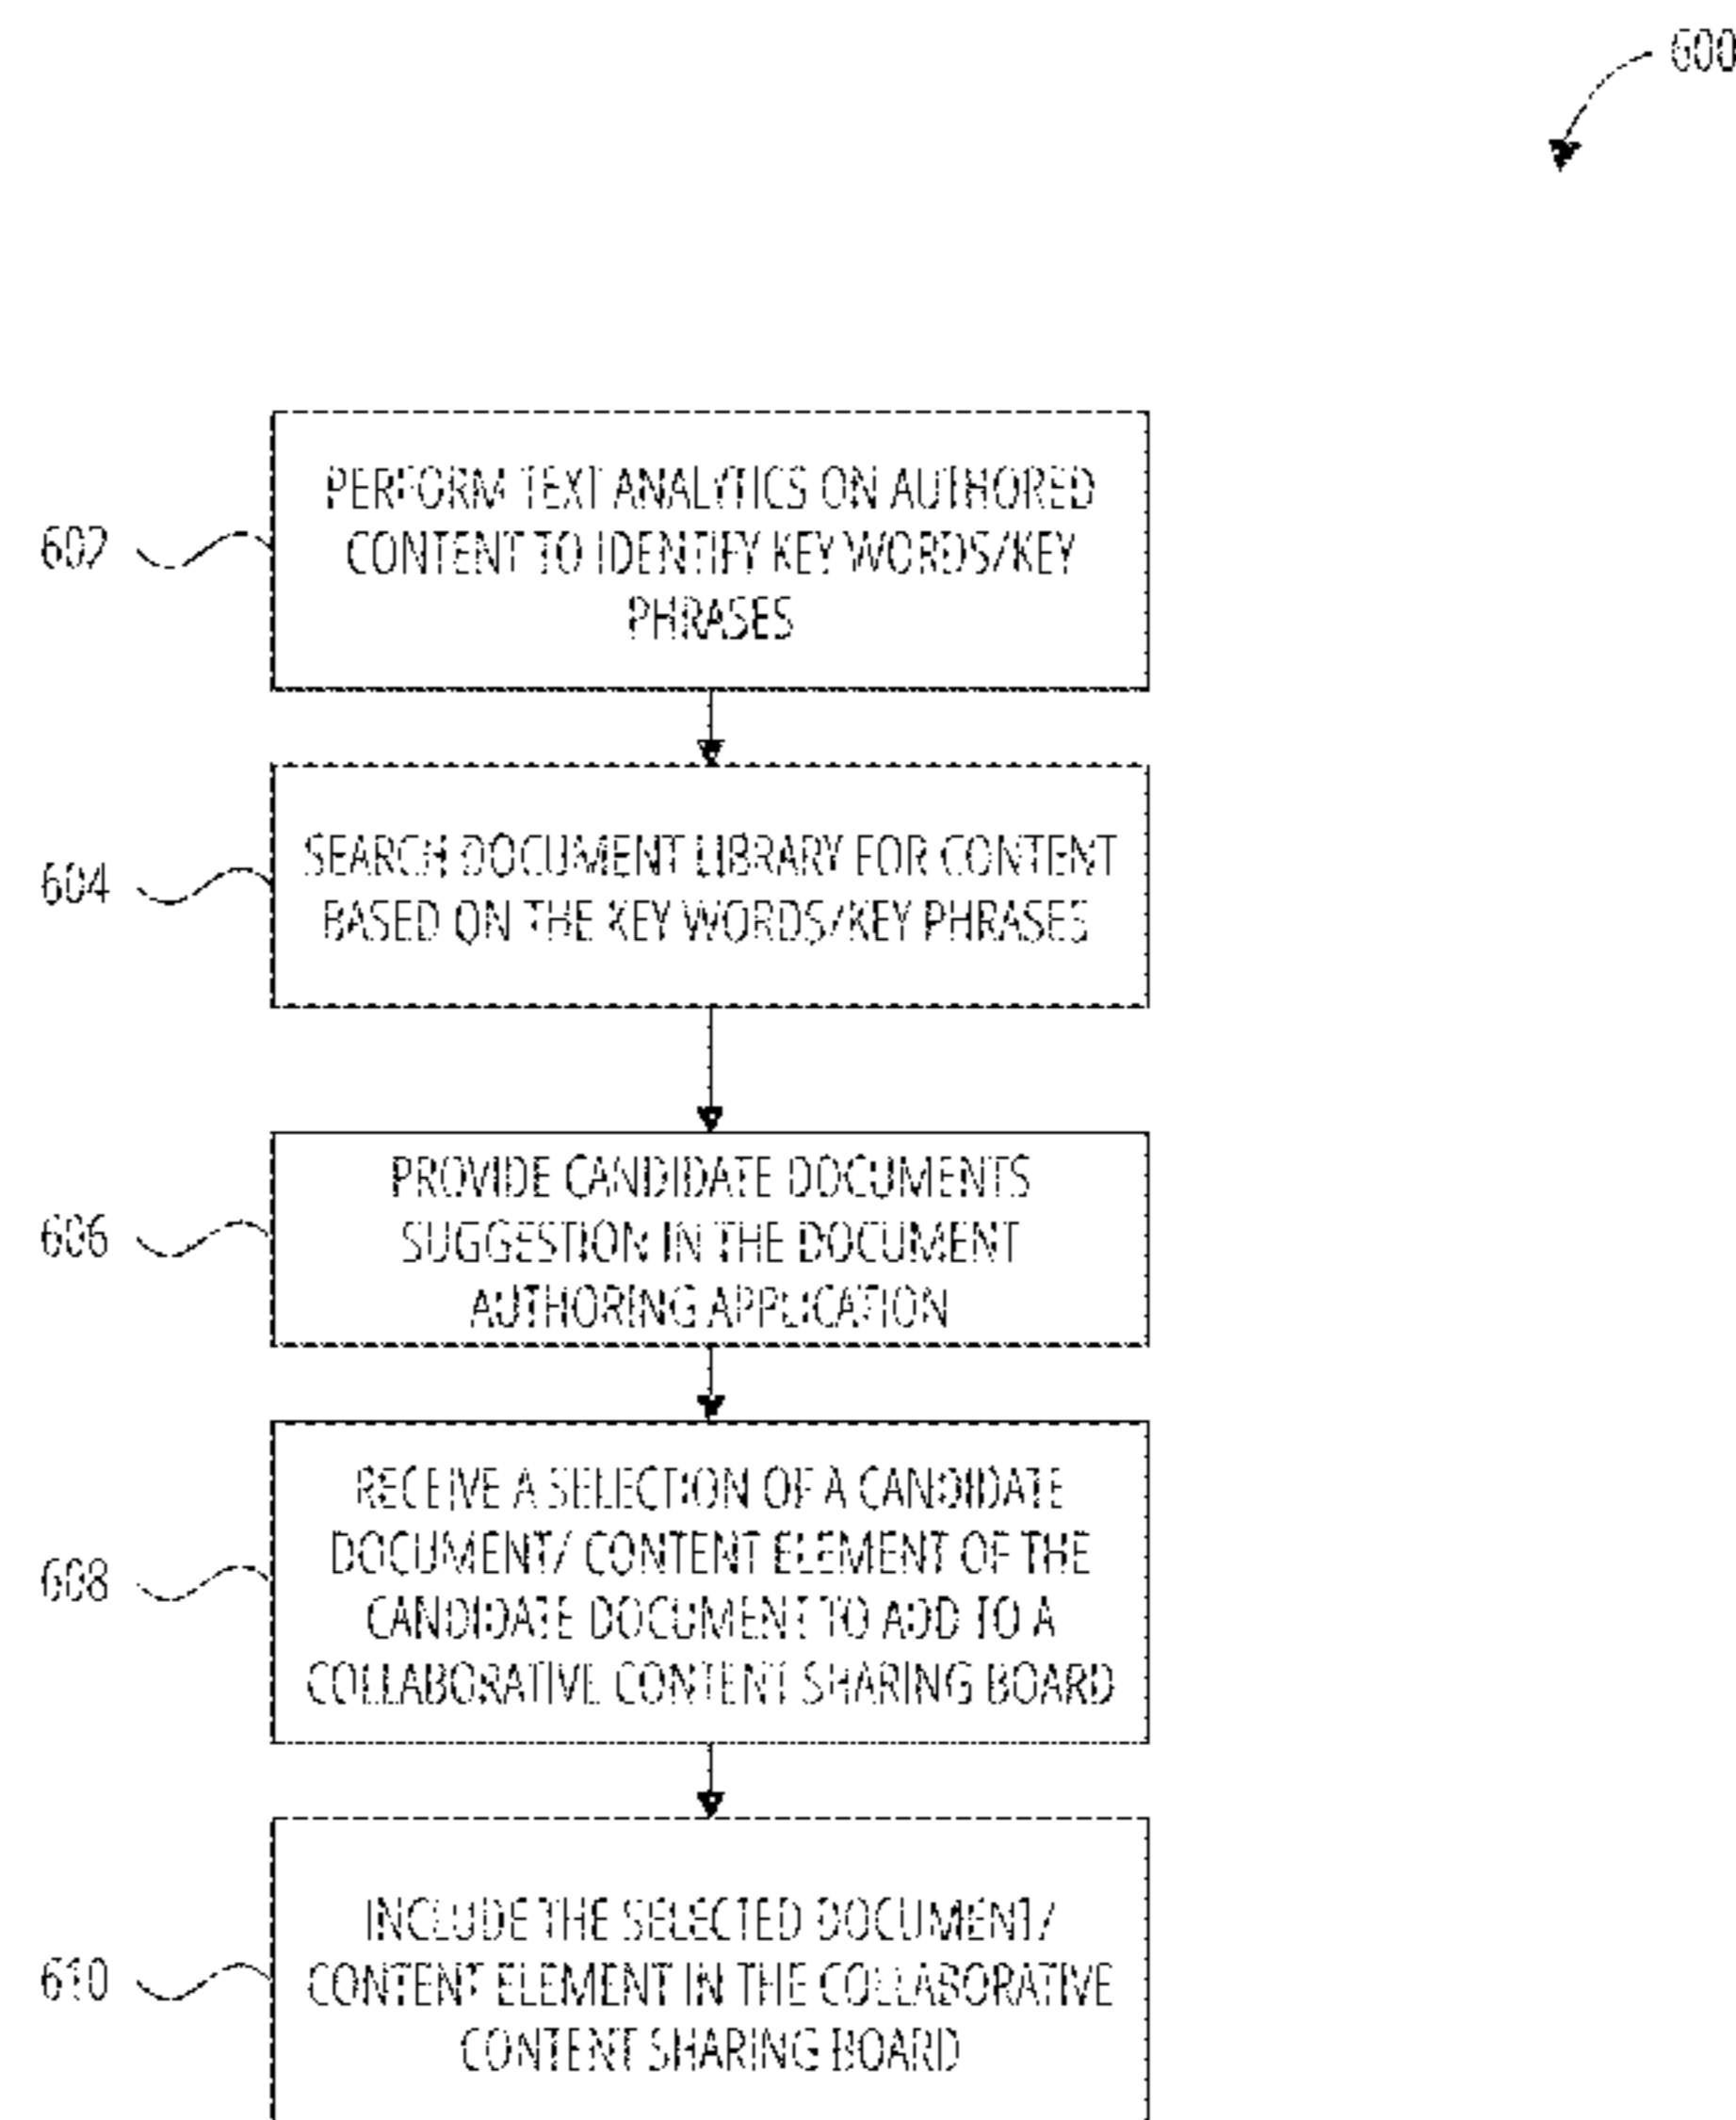 600
602
PERFORM TEXT ANALYTICS ON AUTHORED
CONTENT TO IDENTIFY KEY WORDS/KEY
PHRASES
604
SEARCH DOCUMENT LIBRARY FOR CONTENT
BASED ON THE KEY WORDS/KEY PHRASES
606
PROVIDE CANDIDATE DOCUMENTS
SUGGESTION IN THE DOCUMENT
AUTHORING APPLICATION
608
RECEIVE A SELECTION OF A CANDIDATE
DOCUMENT/ CONTENT ELEMENT OF THE
CANDIDATE DOCUMENT TO ADD TO A
COLLABORATIVE CONTENT SHARING BOARD
610
INCLUDE THE SELECTED DOCUMENT/
CONTENT ELEMENT IN THE COLLABORATIVE
CONTENT SHARING BOARD